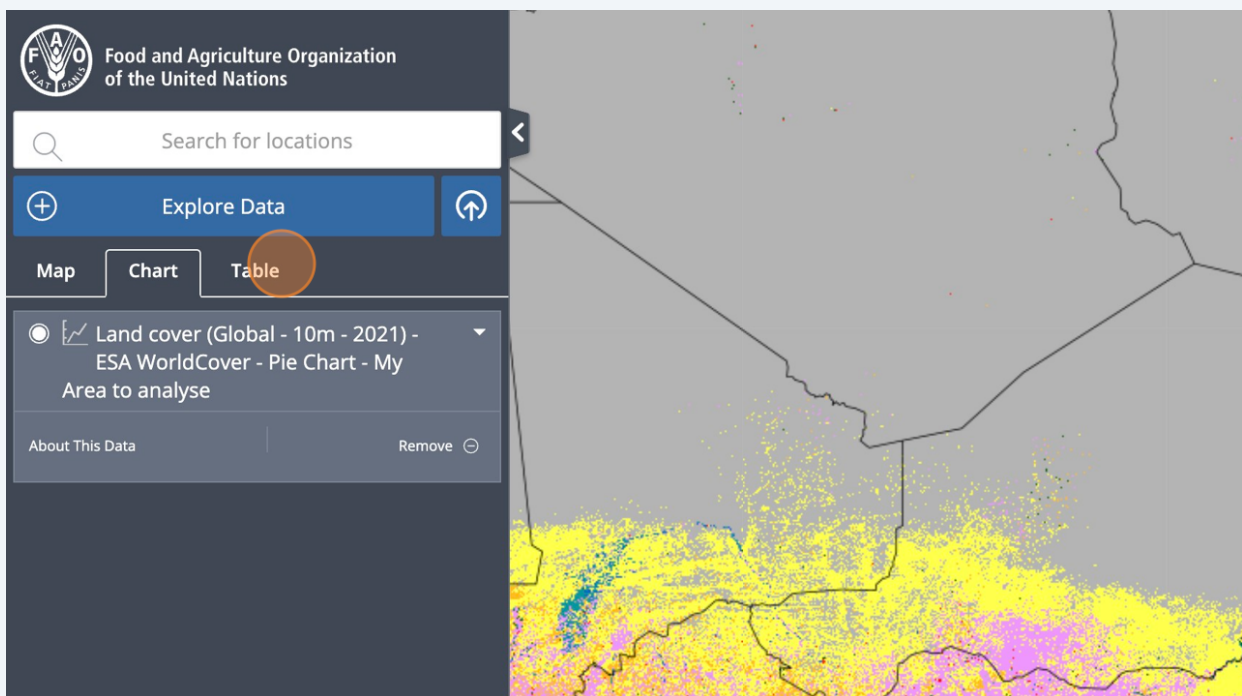 FAO
FIAT PANIS
Food and Agriculture Organization
of the United Nations
Search for locations
Explore Data
Map Chart Table
Land cover (Global - 10m - 2021) -
ESA WorldCover - Pie Chart - My
Area to analyse
About This Data Remove